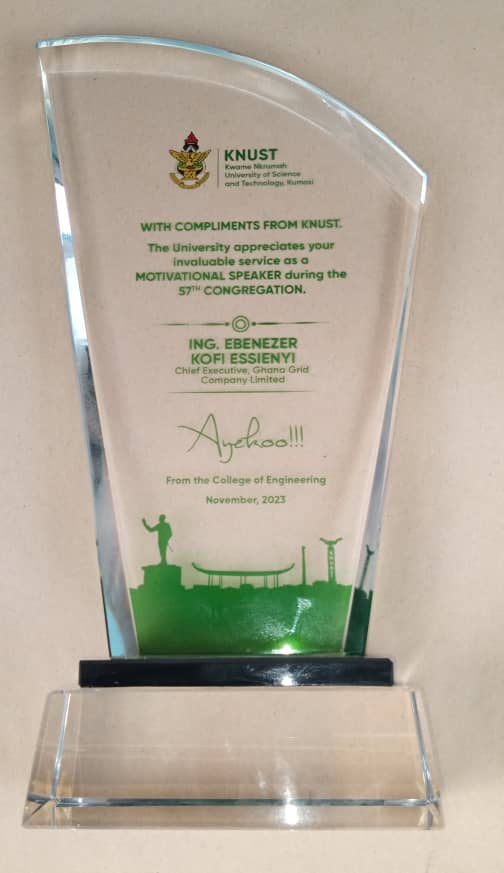 KNUST
Kwame Nkrumah
University of Science
and Technology, Kumasi
WITH COMPLIMENTS FROM KNUST.
The University appreciates your
invaluable service as a
MOTIVATIONAL SPEAKER during the
57TH CONGREGATION.
ING. EBENEZER
KOFI ESSIENYI
Chief Executive, Ghana Grid
Company Limited
Ayekoo!!!
From the College of Engineering
November, 2023